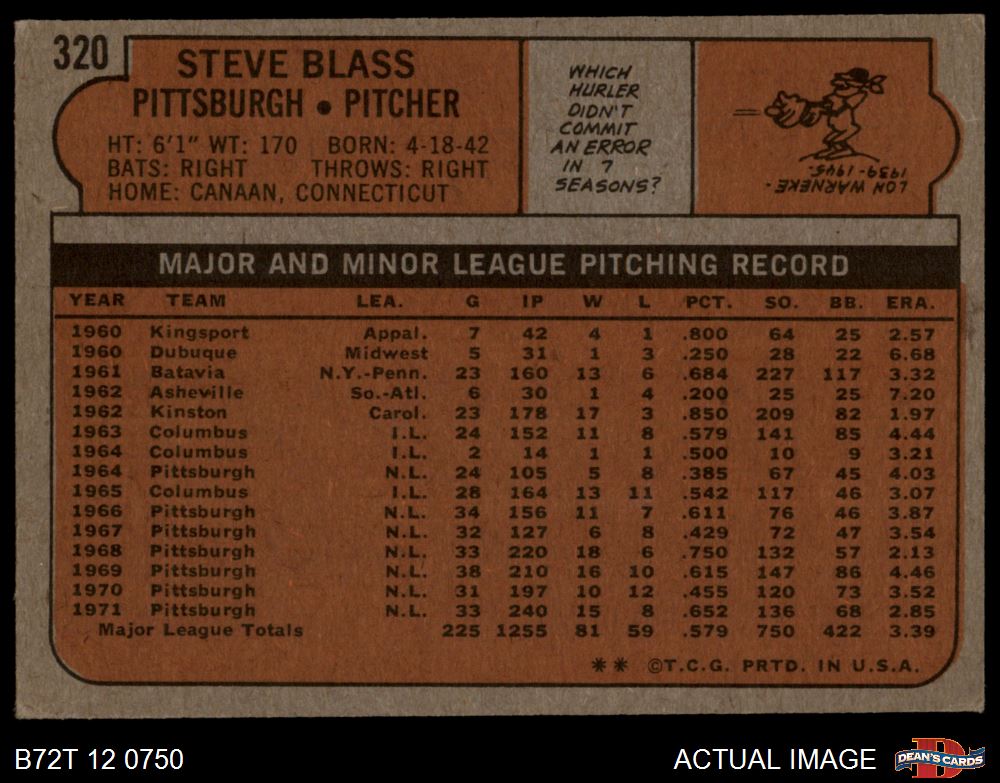 320
STEVE BLASS
PITTSBURGH • PITCHER
HT: 6'1" WT: 170 BORN: 4-18-42
BATS: RIGHT THROWS: RIGHT
HOME: CANAAN, CONNECTICUT
WHICH
HURLER
DIDN'T
COMMIT
AN ERROR
IN 7
SEASONS?
LON WARNEKE-
1939-1945.
MAJOR AND MINOR LEAGUE PITCHING RECORD
YEAR TEAM LEA. G IP W L PCT. SO. BB. ERA.
1960 Kingsport Appal. 7 42 4 1 .800 64 25 2.57
1960 Dubuque Midwest 5 31 1 3 .250 28 22 6.68
1961 Batavia N.Y.-Penn. 23 160 13 6 .684 227 117 3.32
1962 Asheville So.-Atl. 6 30 1 4 .200 25 25 7.20
1962 Kinston Carol. 23 178 17 3 .850 209 82 1.97
1963 Columbus I.L. 24 152 11 8 .579 141 85 4.44
1964 Columbus I.L. 2 14 1 1 .500 10 9 3.21
1964 Pittsburgh N.L. 24 105 5 8 .385 67 45 4.03
1965 Columbus I.L. 28 164 13 11 .542 117 46 3.07
1966 Pittsburgh N.L. 34 156 11 7 .611 76 46 3.87
1967 Pittsburgh N.L. 32 127 6 8 .429 72 47 3.54
1968 Pittsburgh N.L. 33 220 18 6 .750 132 57 2.13
1969 Pittsburgh N.L. 38 210 16 10 .615 147 86 4.46
1970 Pittsburgh N.L. 31 197 10 12 .455 120 73 3.52
1971 Pittsburgh N.L. 33 240 15 8 .652 136 68 2.85
Major League Totals 225 1255 81 59 .579 750 422 3.39
** ©T.C.G. PRTD. IN U.S.A.
B72T 12 0750
ACTUAL IMAGE
D
DEAN'S CARDS